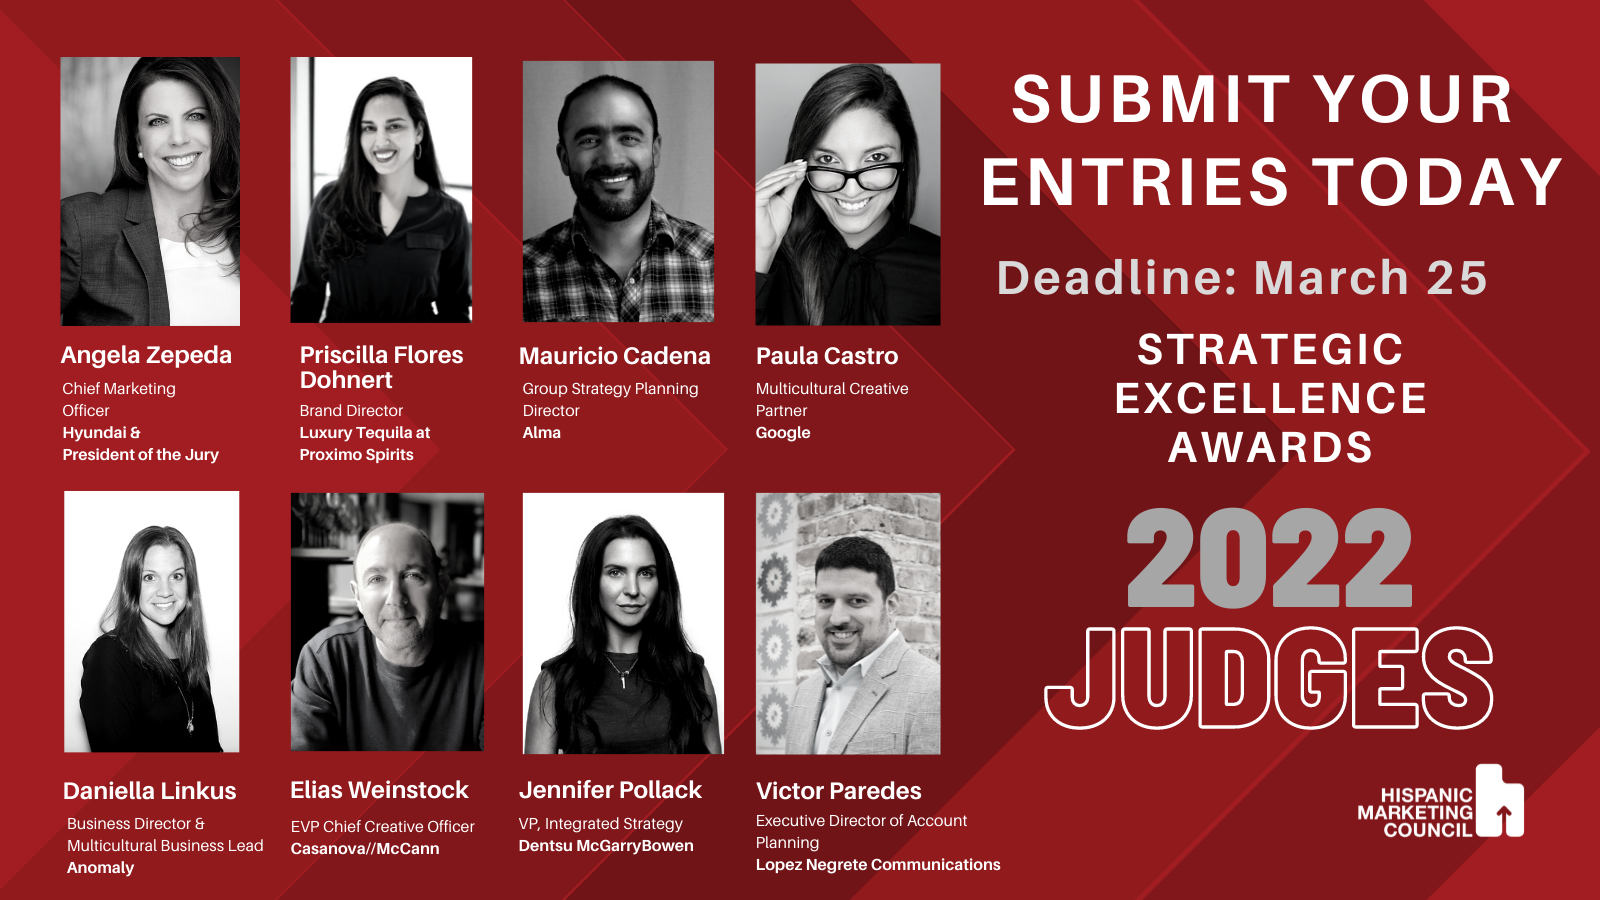 SUBMIT YOUR
ENTRIES TODAY
Deadline: March 25
STRATEGIC
EXCELLENCE
AWARDS
2022
JUDGES
Angela Zepeda
Chief Marketing
Officer
Hyundai &
President of the Jury
Priscilla Flores
Dohnert
Brand Director
Luxury Tequila at
Proximo Spirits
Mauricio Cadena
Group Strategy Planning
Director
Alma
Paula Castro
Multicultural Creative
Partner
Google
Daniella Linkus
Business Director &
Multicultural Business Lead
Anomaly
Elias Weinstock
EVP Chief Creative Officer
Casanova//McCann
Jennifer Pollack
VP, Integrated Strategy
Dentsu McGarryBowen
Victor Paredes
Executive Director of Account
Planning
Lopez Negrete Communications
HISPANIC
MARKETING
COUNCIL